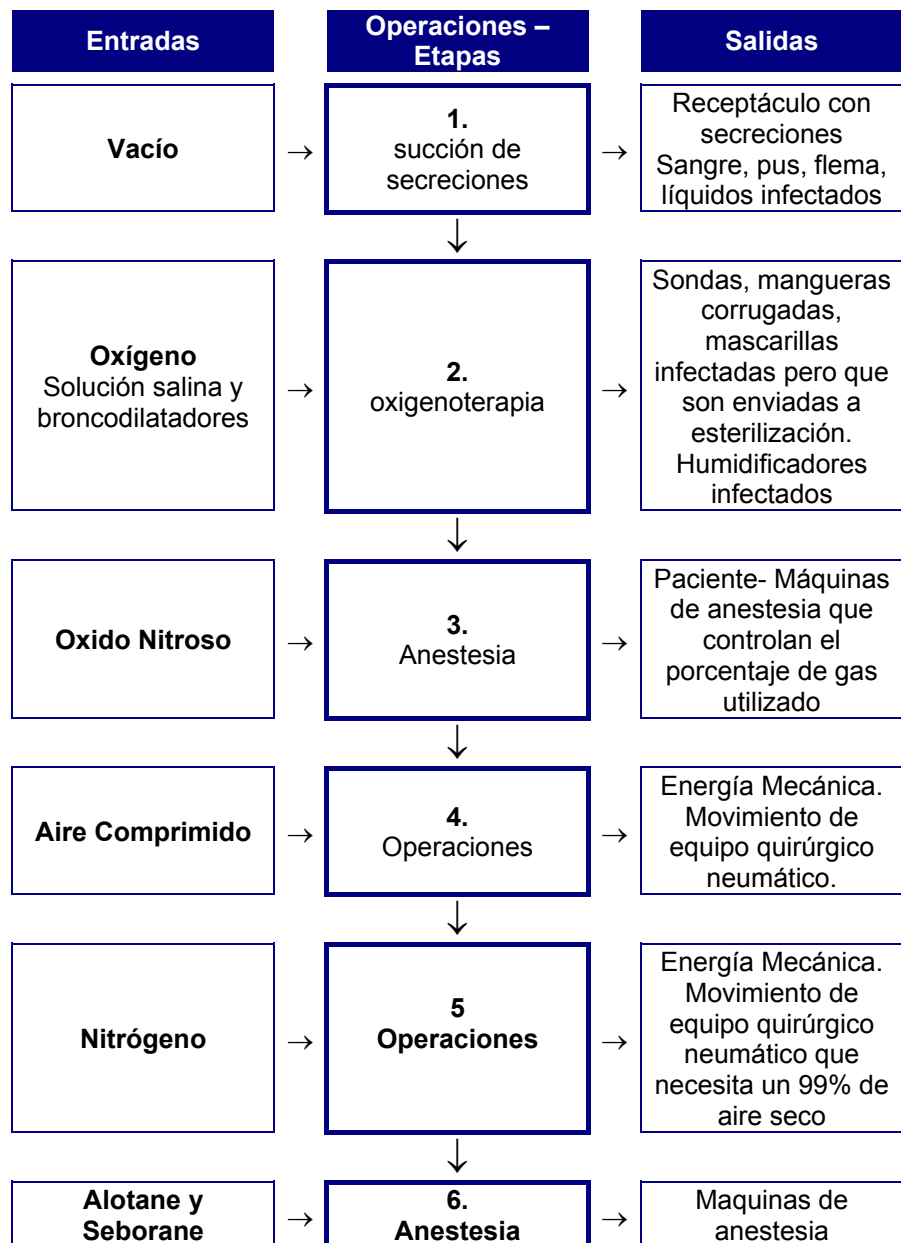 Entradas
Operaciones –
Etapas
Salidas
Vacío
→
1.
succión de
secreciones
→
Receptáculo con
secreciones
Sangre, pus, flema,
líquidos infectados
↓
Oxígeno
Solución salina y
broncodilatadores
→
2.
oxigenoterapia
→
Sondas, mangueras
corrugadas,
mascarillas
infectadas pero que
son enviadas a
esterilización.
Humidificadores
infectados
↓
Oxido Nitroso
→
3.
Anestesia
→
Paciente- Máquinas
de anestesia que
controlan el
porcentaje de gas
utilizado
↓
Aire Comprimido
→
4.
Operaciones
→
Energía Mecánica.
Movimiento de
equipo quirúrgico
neumático.
↓
Nitrógeno
→
5
Operaciones
→
Energía Mecánica.
Movimiento de
equipo quirúrgico
neumático que
necesita un 99% de
aire seco
↓
Alotane y
Seborane
→
6.
Anestesia
→
Maquinas de
anestesia